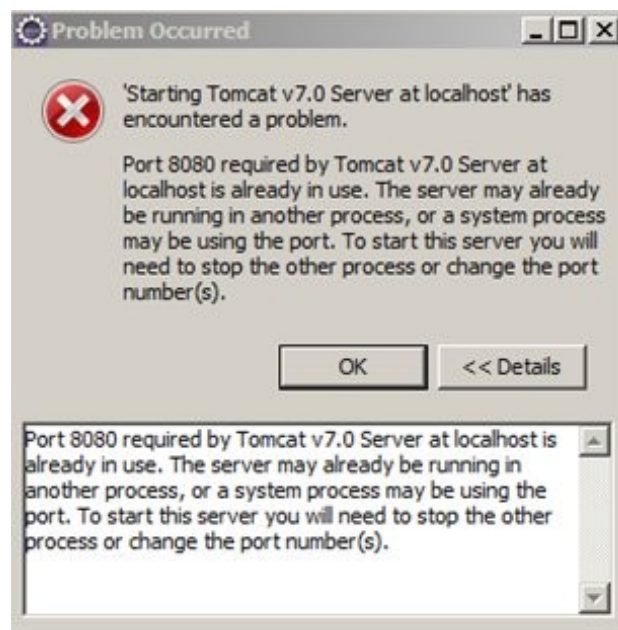 Problem Occurred
'Starting Tomcat v7.0 Server at localhost' has
encountered a problem.
Port 8080 required by Tomcat v7.0 Server at
localhost is already in use. The server may already
be running in another process, or a system process
may be using the port. To start this server you will
need to stop the other process or change the port
number(s).
OK
<< Details
Port 8080 required by Tomcat v7.0 Server at localhost is
already in use. The server may already be running in
another process, or a system process may be using the
port. To start this server you will need to stop the other
process or change the port number(s).